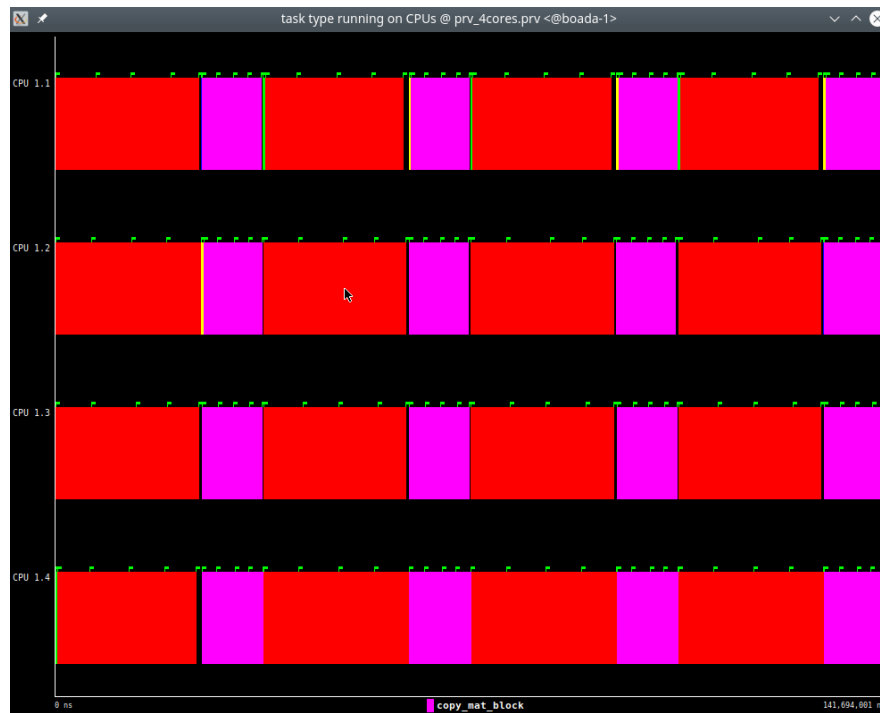 task type running on CPUs @ prv_4cores.prv <@boada-1>
CPU 1.1
CPU 1.2
CPU 1.3
CPU 1.4
0 ns
copy_mat_block
141,694,001 n